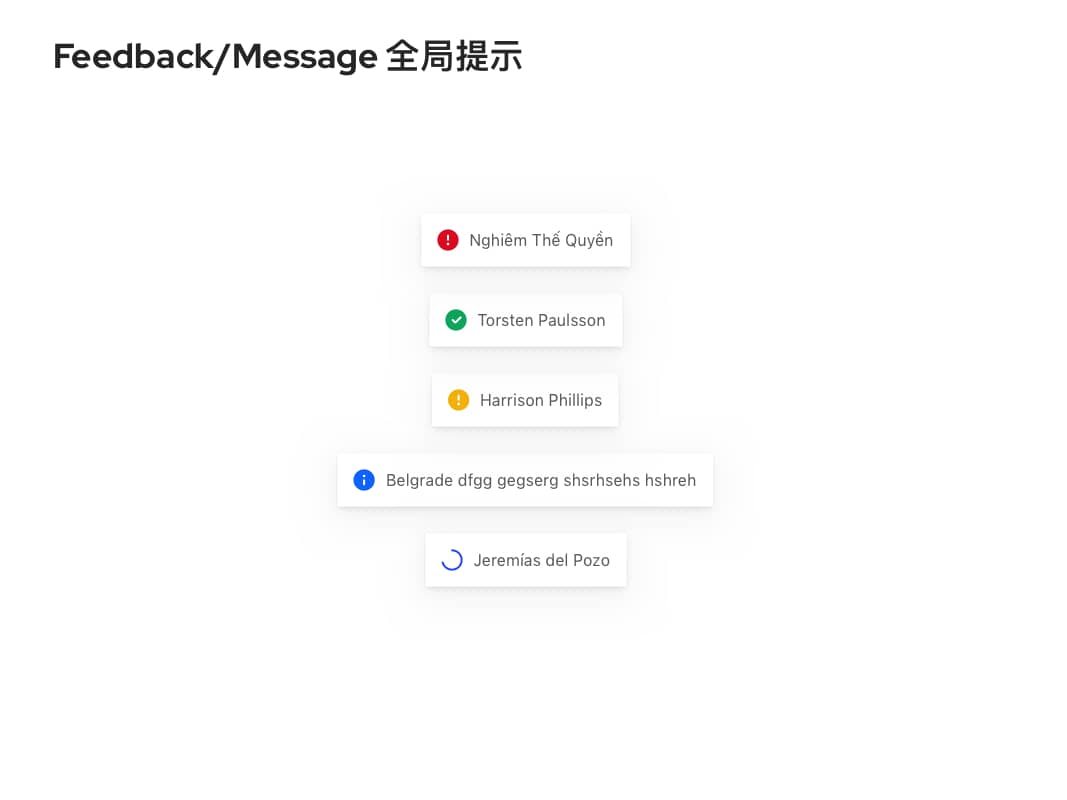 Feedback/Message 全局提示
Nghiêm Thế Quyền
Torsten Paulsson
Harrison Phillips
Belgrade dfgg gegserg shsrhsehs hshreh
Jeremías del Pozo